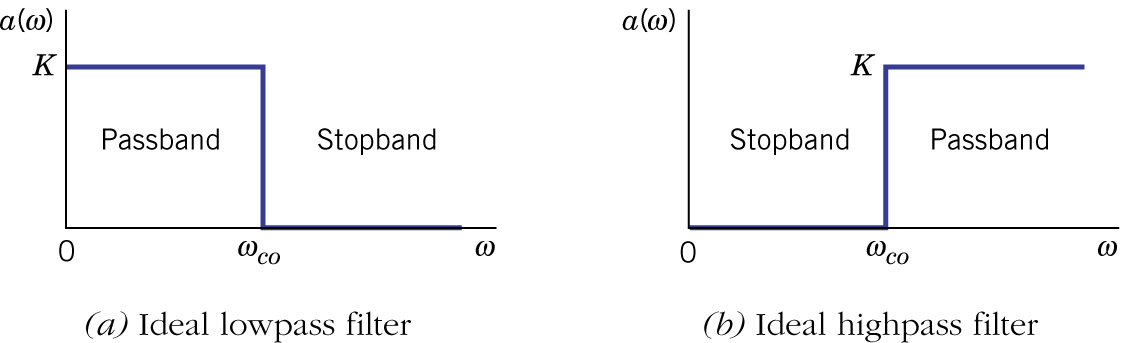 a(ω)
K
Passband
Stopband
0
ω_co
ω
(a) Ideal lowpass filter
a(ω)
K
Stopband
Passband
0
ω_co
ω
(b) Ideal highpass filter